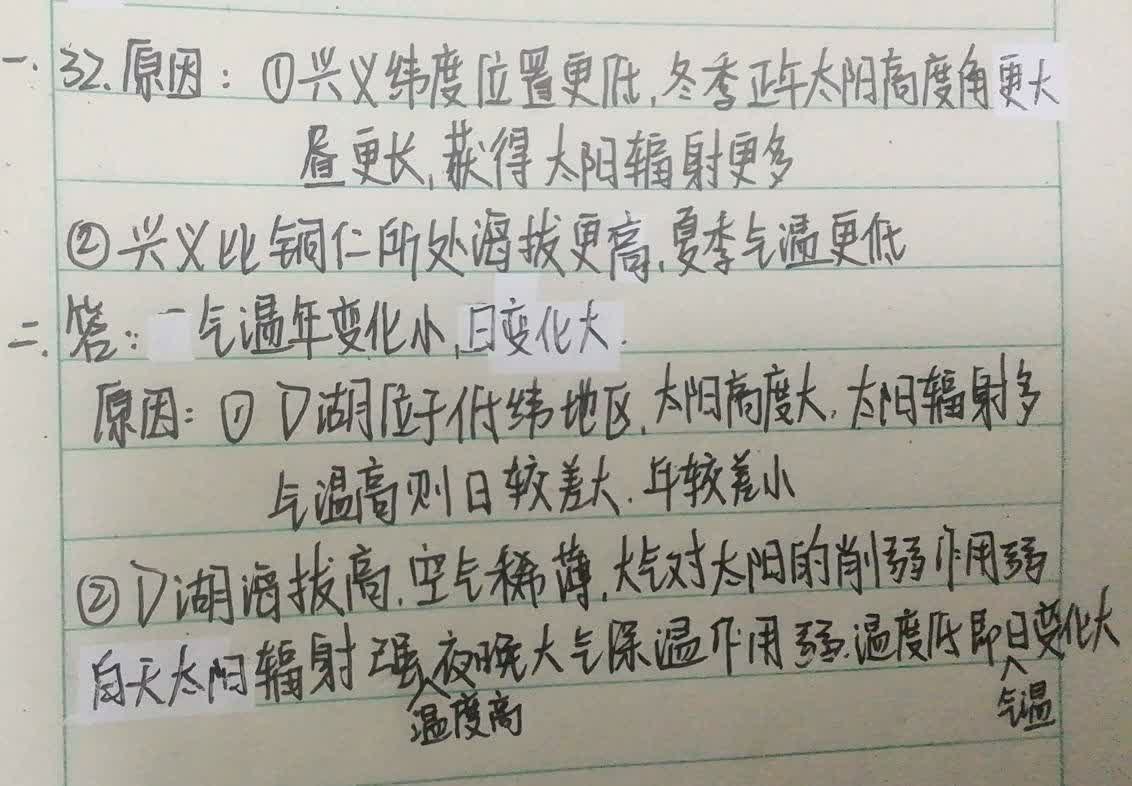 一. 32. 原因：①兴义纬度位置更低,冬季正午太阳高度角更大
昼更长,获得太阳辐射更多
②兴义比铜仁所处海拔更高,夏季气温更低
二. 答：气温年变化小,日变化大.
原因：① D湖位于低纬地区,太阳高度大,太阳辐射多
气温高则日较差大.年较差小
② D湖海拔高,空气稀薄,大气对太阳的削弱作用弱
白天太阳辐射强夜晚大气保温作用弱.温度低即日变化大
温度高 气温